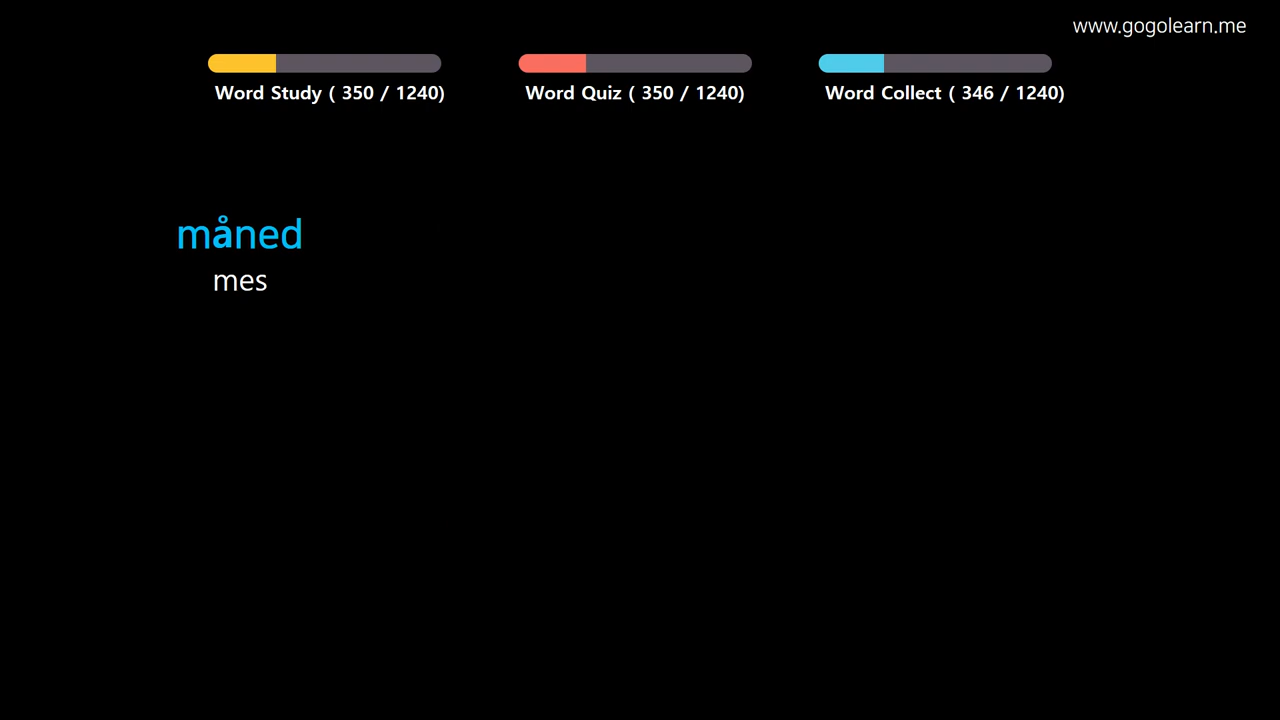 www.gogolearn.me
Word Study ( 350 / 1240)
Word Quiz ( 350 / 1240)
Word Collect ( 346 / 1240)
måned
mes